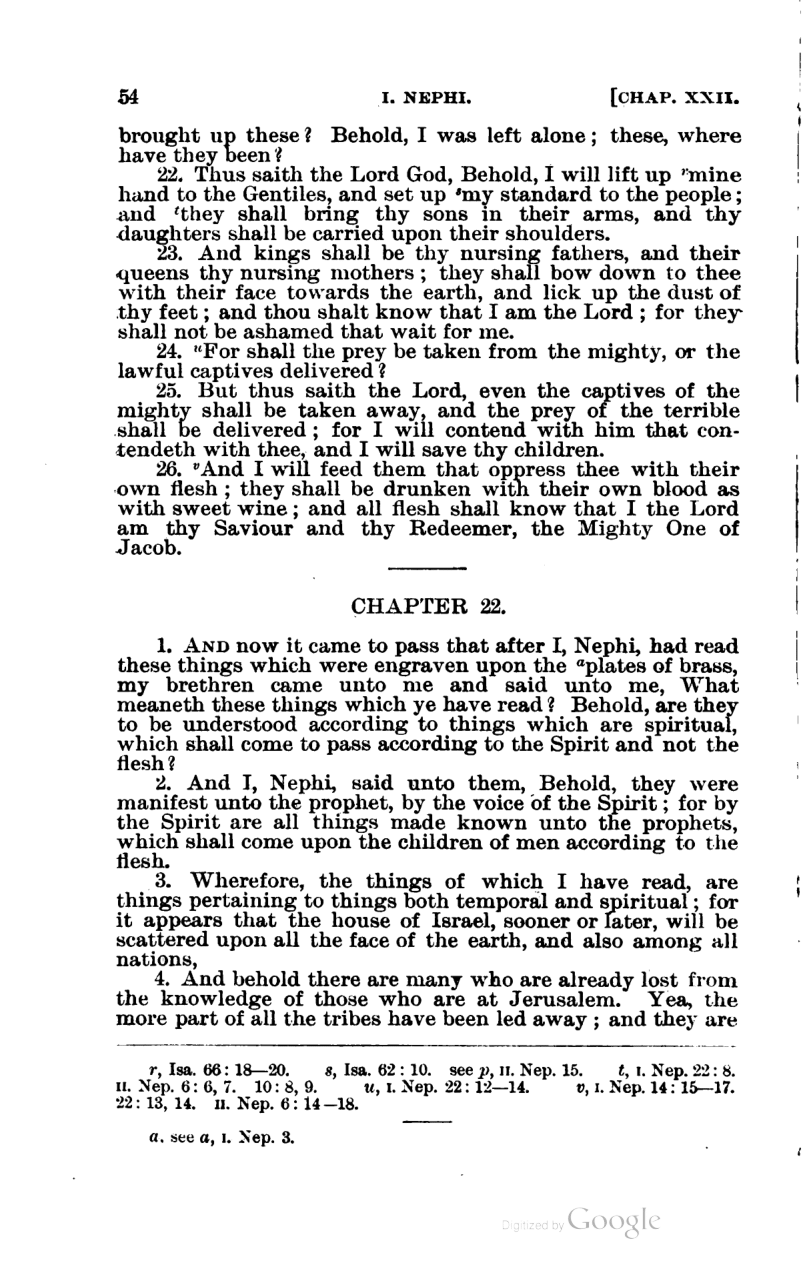 54 I. NEPHI. [CHAP. XXII.
brought up these? Behold, I was left alone; these, where
have they been?
22. Thus saith the Lord God, Behold, I will lift up ʳmine
hand to the Gentiles, and set up ˢmy standard to the people;
and ᵗthey shall bring thy sons in their arms, and thy
daughters shall be carried upon their shoulders.
23. And kings shall be thy nursing fathers, and their
queens thy nursing mothers; they shall bow down to thee
with their face towards the earth, and lick up the dust of
thy feet; and thou shalt know that I am the Lord; for they
shall not be ashamed that wait for me.
24. ᵘFor shall the prey be taken from the mighty, or the
lawful captives delivered?
25. But thus saith the Lord, even the captives of the
mighty shall be taken away, and the prey of the terrible
shall be delivered; for I will contend with him that con-
tendeth with thee, and I will save thy children.
26. ᵛAnd I will feed them that oppress thee with their
own flesh; they shall be drunken with their own blood as
with sweet wine; and all flesh shall know that I the Lord
am thy Saviour and thy Redeemer, the Mighty One of
Jacob.
CHAPTER 22.
1. AND now it came to pass that after I, Nephi, had read
these things which were engraven upon the ᵃplates of brass,
my brethren came unto me and said unto me, What
meaneth these things which ye have read? Behold, are they
to be understood according to things which are spiritual,
which shall come to pass according to the Spirit and not the
flesh?
2. And I, Nephi, said unto them, Behold, they were
manifest unto the prophet, by the voice of the Spirit; for by
the Spirit are all things made known unto the prophets,
which shall come upon the children of men according to the
flesh.
3. Wherefore, the things of which I have read, are
things pertaining to things both temporal and spiritual; for
it appears that the house of Israel, sooner or later, will be
scattered upon all the face of the earth, and also among all
nations,
4. And behold there are many who are already lost from
the knowledge of those who are at Jerusalem. Yea, the
more part of all the tribes have been led away; and they are
r, Isa. 66: 18—20. s, Isa. 62: 10. see p, II. Nep. 15. t, I. Nep. 22: 8.
II. Nep. 6: 6, 7. 10: 8, 9. u, I. Nep. 22: 12—14. v, I. Nep. 14: 15—17.
22: 13, 14. II. Nep. 6: 14—18.
a. see a, I. Nep. 3.
Digitized by Google